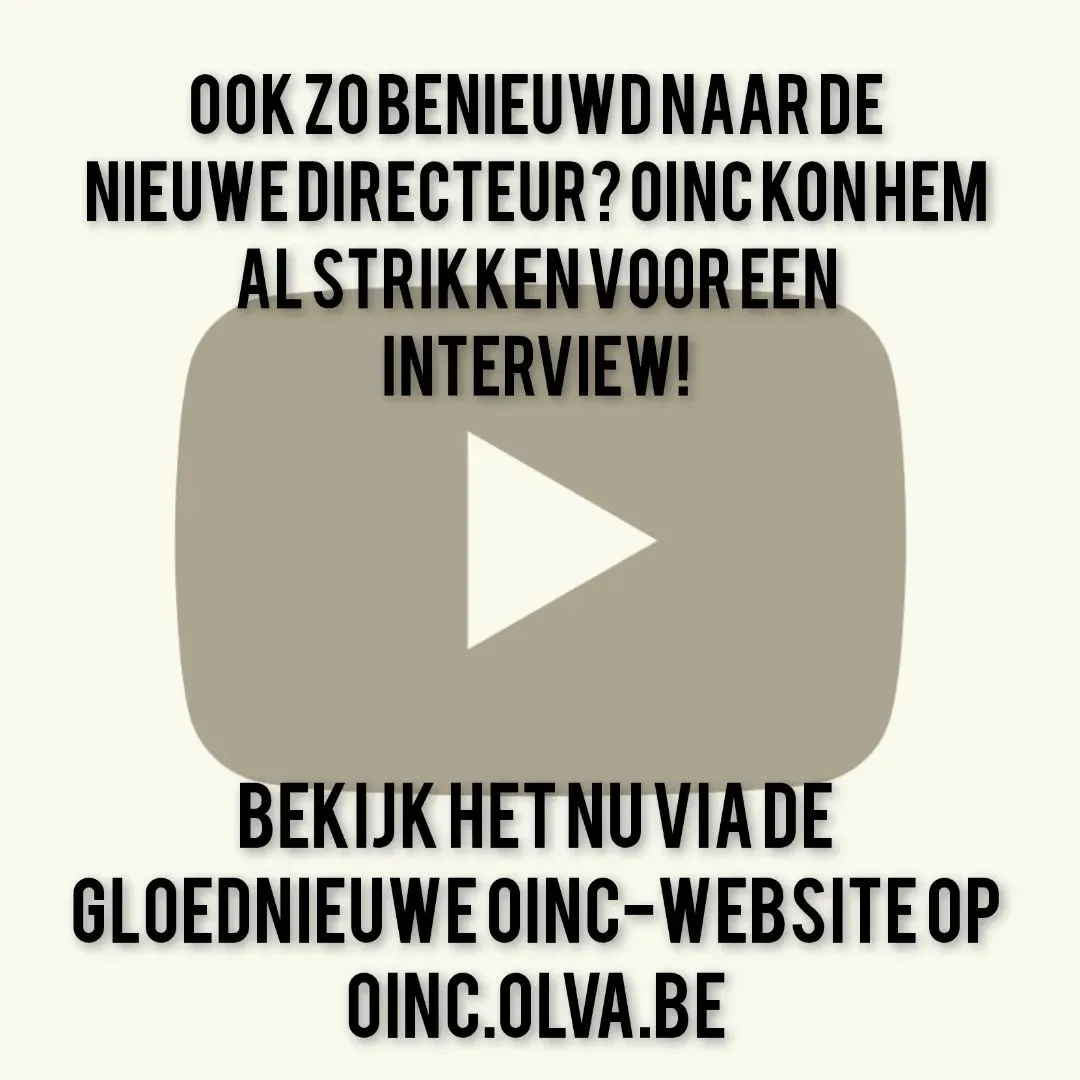 OOK ZO BENIEUWD NAAR DE
NIEUWE DIRECTEUR? OINC KON HEM
AL STRIKKEN VOOR EEN
INTERVIEW!
BEKIJK HET NU VIA DE
GLOEDNIEUWE OINC-WEBSITE OP
OINC.OLVA.BE